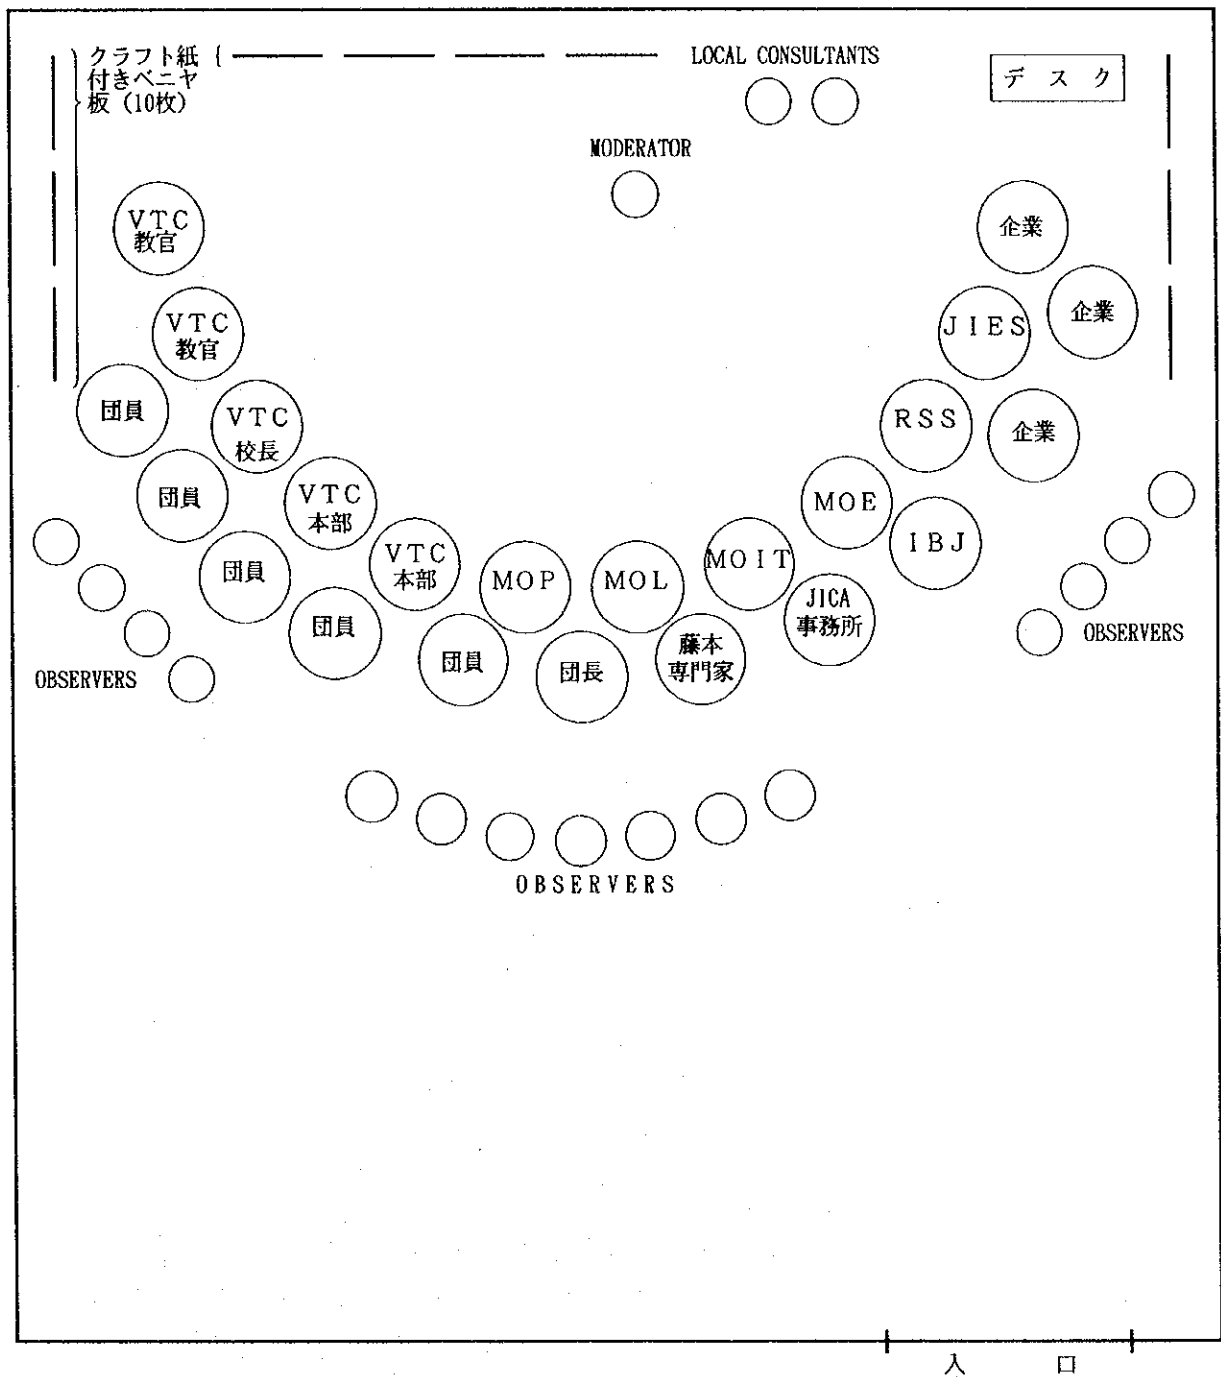 クラフト紙
付きベニヤ
板（10枚）
LOCAL CONSULTANTS
デスク
MODERATOR
VTC
教官
企業
VTC
教官
JIES
企業
団員
VTC
校長
RSS
企業
団員
VTC
本部
MOE
団員
VTC
本部
MOP
MOL
MOIT
IBJ
団員
JICA
事務所
団員
団長
藤本
専門家
OBSERVERS
OBSERVERS
OBSERVERS
入口